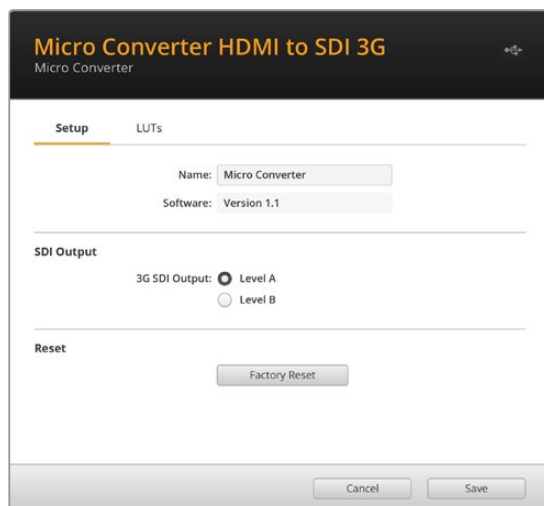 Micro Converter HDMI to SDI 3G
Micro Converter
Setup LUTs
Name: Micro Converter
Software: Version 1.1
SDI Output
3G SDI Output: Level A
Level B
Reset
Factory Reset
Cancel Save